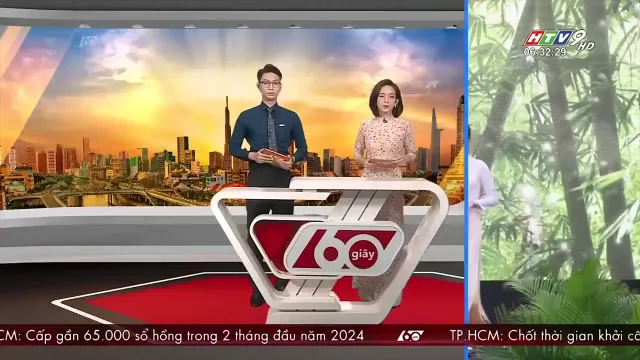 HTV9 HD
06:32:29
60 giây
CM: Cấp gần 65.000 sổ hồng trong 2 tháng đầu năm 2024 60 TP.HCM: Chốt thời gian khởi cô